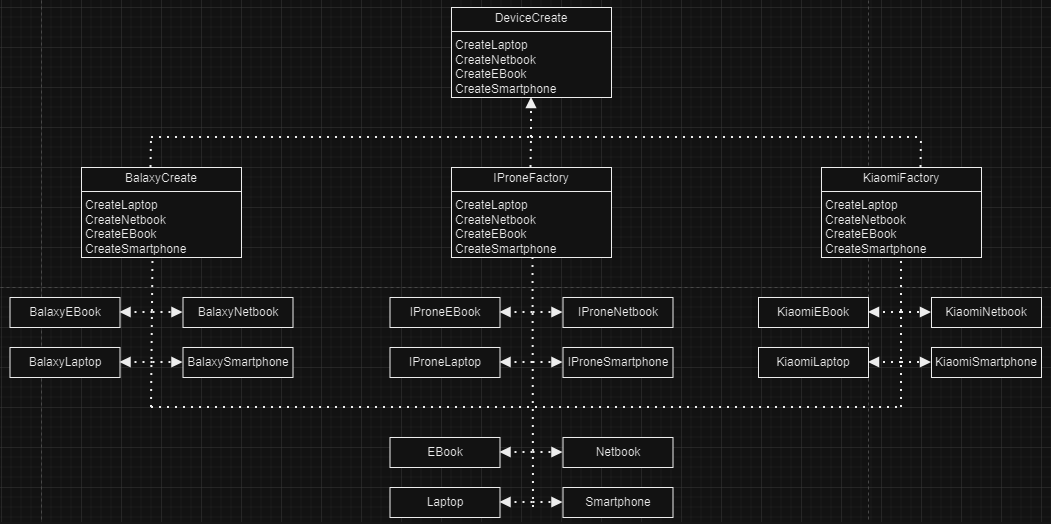 DeviceCreate
CreateLaptop
CreateNetbook
CreateEBook
CreateSmartphone
BalaxyCreate
CreateLaptop
CreateNetbook
CreateEBook
CreateSmartphone
IProneFactory
CreateLaptop
CreateNetbook
CreateEBook
CreateSmartphone
KiaomiFactory
CreateLaptop
CreateNetbook
CreateEBook
CreateSmartphone
BalaxyEBook
BalaxyNetbook
IProneEBook
IProneNetbook
KiaomiEBook
KiaomiNetbook
BalaxyLaptop
BalaxySmartphone
IProneLaptop
IProneSmartphone
KiaomiLaptop
KiaomiSmartphone
EBook
Netbook
Laptop
Smartphone